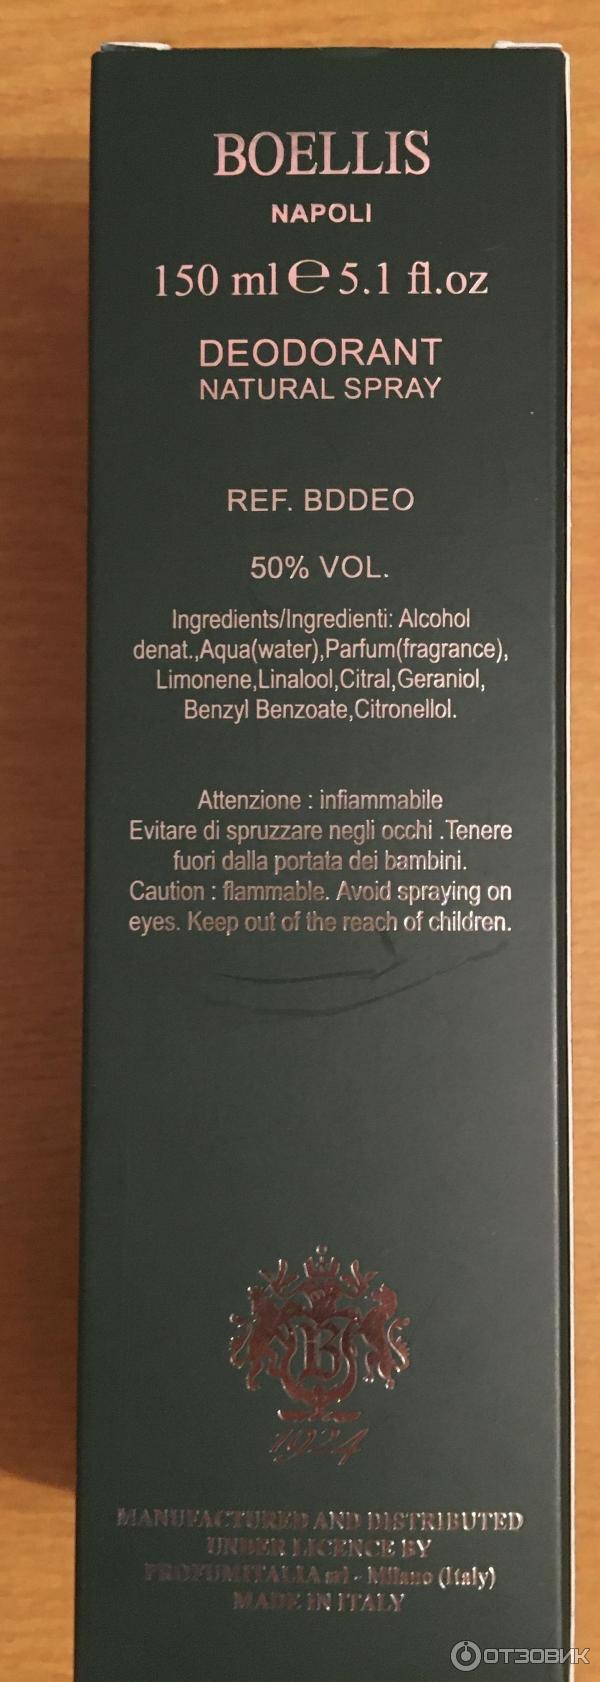 BOELLIS
NAPOLI
150 ml ℮ 5.1 fl.oz
DEODORANT
NATURAL SPRAY
REF. BDDEO
50% VOL.
Ingredients/Ingredienti: Alcohol
denat.,Aqua(water),Parfum(fragrance),
Limonene,Linalool,Citral,Geraniol,
Benzyl Benzoate,Citronellol.
Attenzione : infiammabile
Evitare di spruzzare negli occhi .Tenere
fuori dalla portata dei bambini.
Caution : flammable. Avoid spraying on
eyes. Keep out of the reach of children.
B
1924
MANUFACTURED AND DISTRIBUTED
UNDER LICENCE BY
PROFUMITALIA srl - Milano (Italy)
MADE IN ITALY
ОТЗОВИК